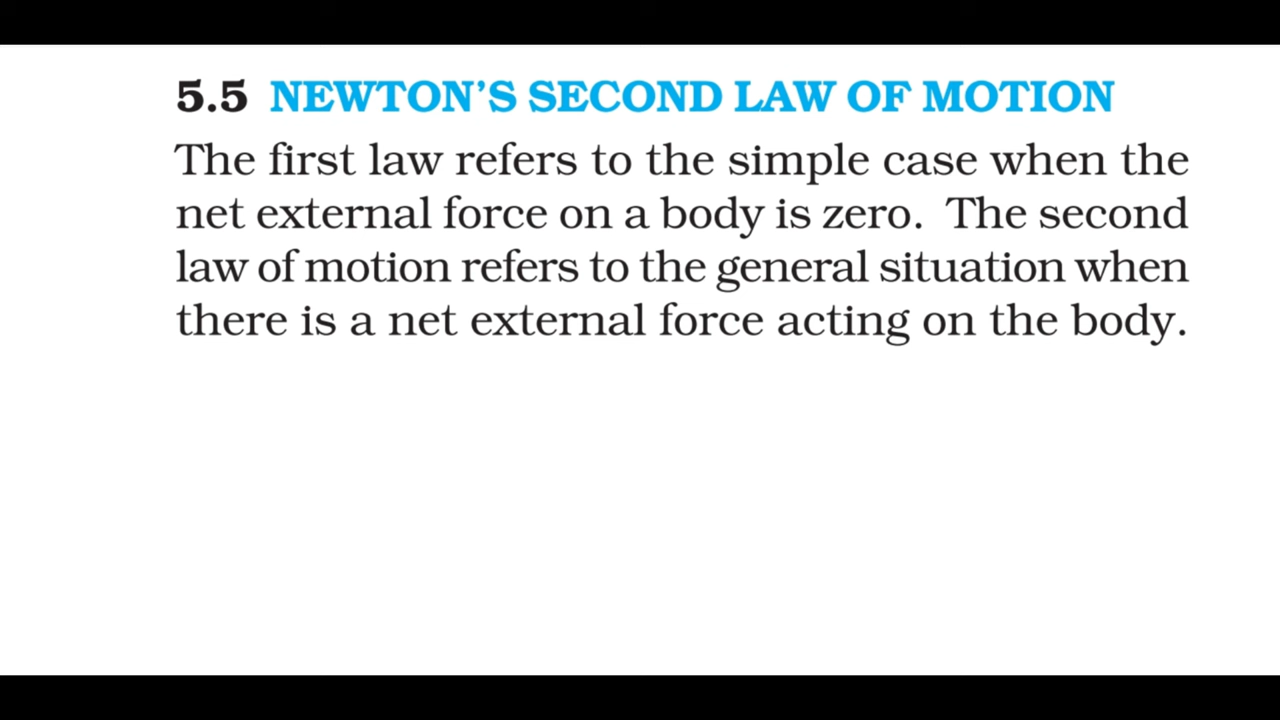 5.5 NEWTON’S SECOND LAW OF MOTION
The first law refers to the simple case when the
net external force on a body is zero. The second
law of motion refers to the general situation when
there is a net external force acting on the body.